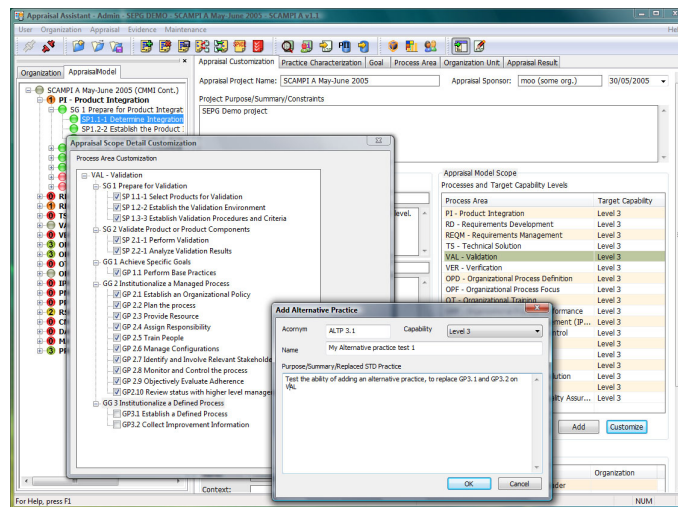 Appraisal Assistant - Admin - SEPG DEMO - SCAMPI A May-June 2005 - SCAMPI A v1.1
User Organization Appraisal Evidence Maintenance Hel
Organization AppraisalModel
SCAMPI A May-June 2005 (CMMI Cont.)
PI - Product Integration
SG 1 Prepare for Product Integrat
SP1.1-1 Determine Integration
SP1.2-2 Establish the Product
Appraisal Customization Practice Characterization Goal Process Area Organization Unit Appraisal Result
Appraisal Project Name: SCAMPI A May-June 2005 Appraisal Sponsor: moo (some org.) 30/05/2005
Project Purpose/Summary/Constraints
SEPG Demo project
Appraisal Scope Detail Customization
Process Area Customization
VAL - Validation
SG 1 Prepare for Validation
SP 1.1-1 Select Products for Validation
SP 1.2-2 Establish the Validation Environment
SP 1.3-3 Establish Validation Procedures and Criteria
SG 2 Validate Product or Product Components
SP 2.1-1 Perform Validation
SP 2.2-1 Analyze Validation Results
GG 1 Achieve Specific Goals
GP 1.1 Perform Base Practices
GG 2 Institutionalize a Managed Process
GP 2.1 Establish an Organizational Policy
GP 2.2 Plan the process
GP 2.3 Provide Resource
GP 2.4 Assign Responsibility
GP 2.5 Train People
GP 2.6 Manage Configurations
GP 2.7 Identify and Involve Relevant Stakeholde
GP 2.8 Monitor and Control the process
GP 2.9 Objectively Evaluate Adherence
GP2.10 Review status with higher level manager
GG 3 Institutionalize a Defined Process
GP3.1 Establish a Defined Process
GP3.2 Collect Improvement Information
level.
Appraisal Model Scope
Processes and Target Capability Levels
Process Area Target Capability
PI - Product Integration Level 3
RD - Requirements Development Level 3
REQM - Requirements Management Level 3
TS - Technical Solution Level 3
VAL - Validation Level 3
VER - Verification Level 3
OPD - Organizational Process Definition Level 3
OPF - Organizational Process Focus Level 3
OT - Organizational Training Level 3
formance Level 3
ement (IP... Level 3
ntrol Level 3
Level 3
Level 3
Level 3
lution Level 3
Level 3
ality Assur... Level 3
Add Customize
Organization
Add Alternative Practice
Acornym ALTP 3.1 Capability Level 3
Name My Alternative practice test 1
Purpose/Summary/Replaced STD Practice
Test the ability of adding an alternative practice, to replace GP3.1 and GP3.2 on
VAL
OK Cancel
Context:
For Help, press F1 NUM